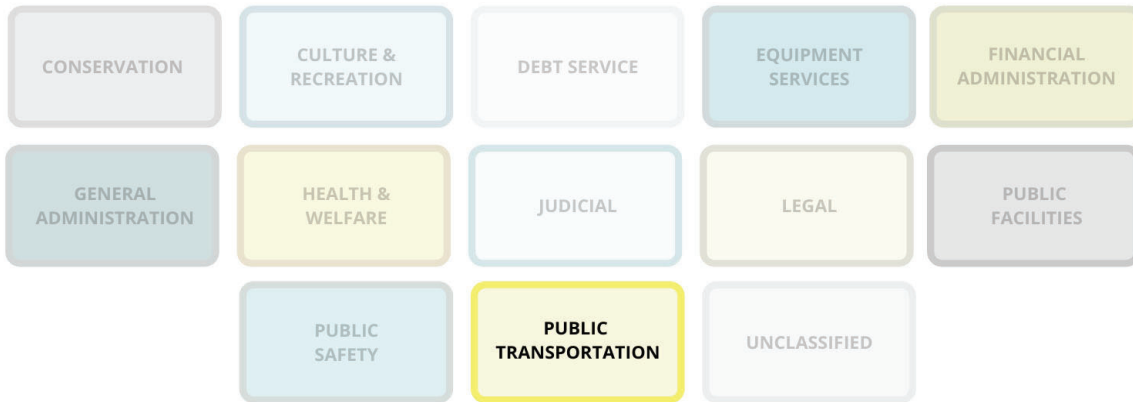 CONSERVATION
CULTURE &
RECREATION
DEBT SERVICE
EQUIPMENT
SERVICES
FINANCIAL
ADMINISTRATION
GENERAL
ADMINISTRATION
HEALTH &
WELFARE
JUDICIAL
LEGAL
PUBLIC
FACILITIES
PUBLIC
SAFETY
PUBLIC
TRANSPORTATION
UNCLASSIFIED